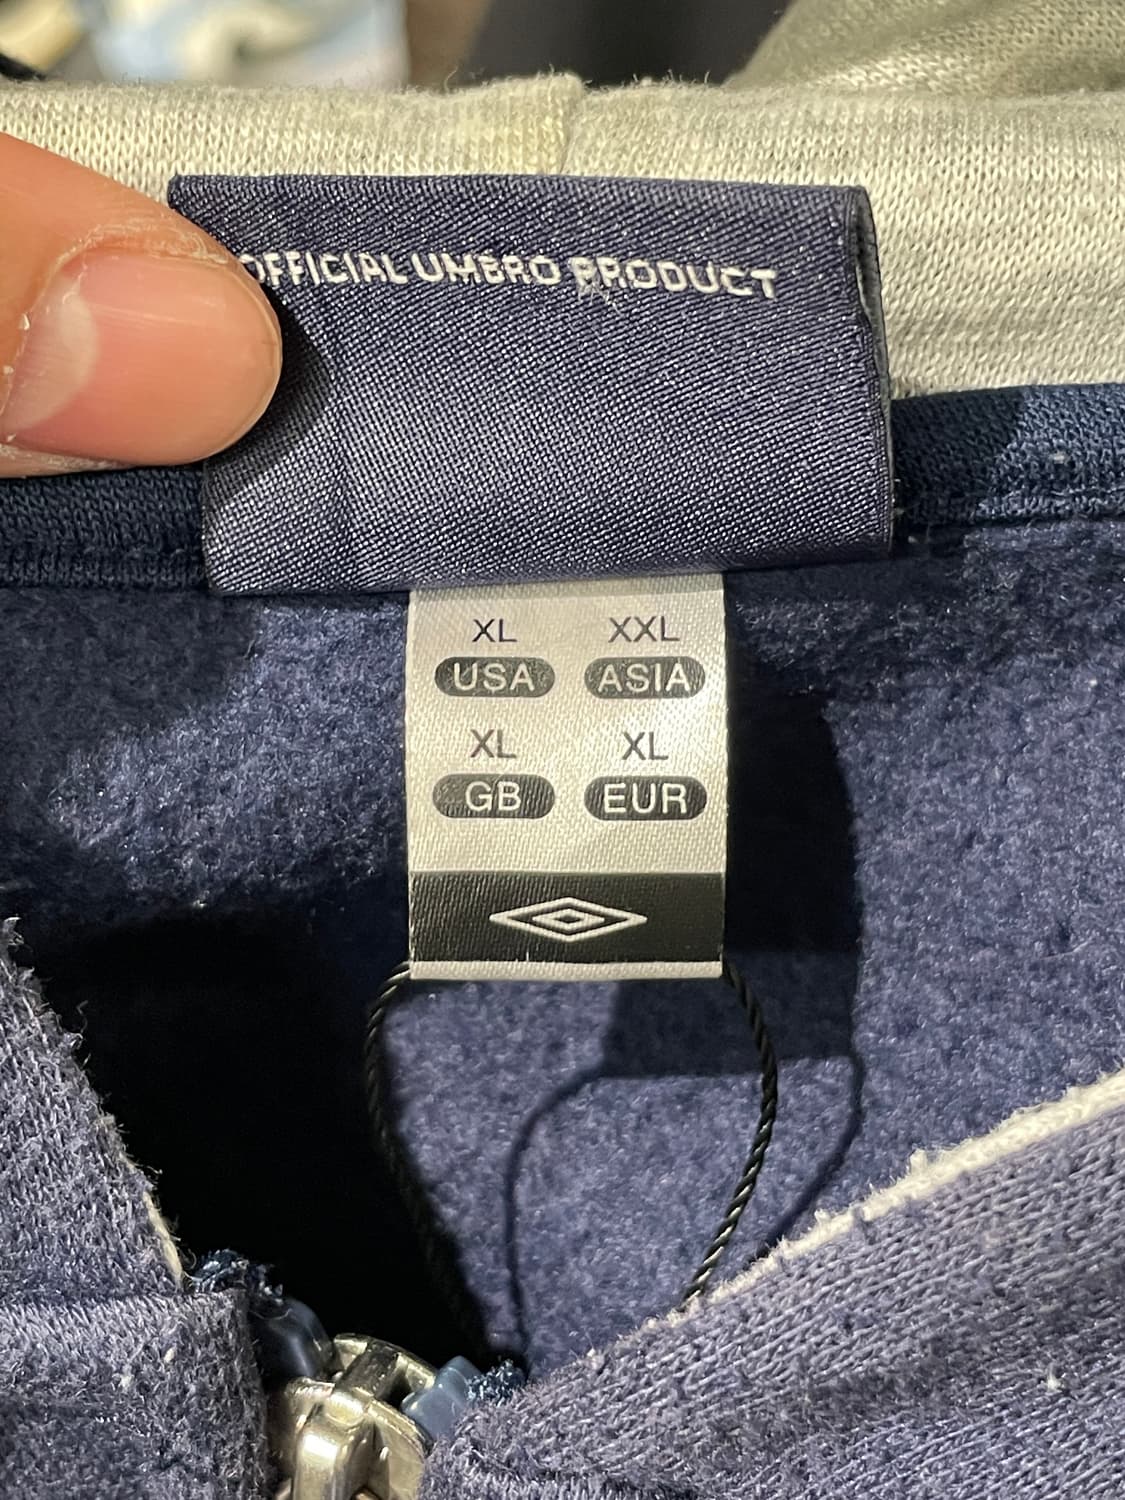 OFFICIAL UMBRO PRODUCT
XL XXL
USA ASIA
XL XL
GB EUR